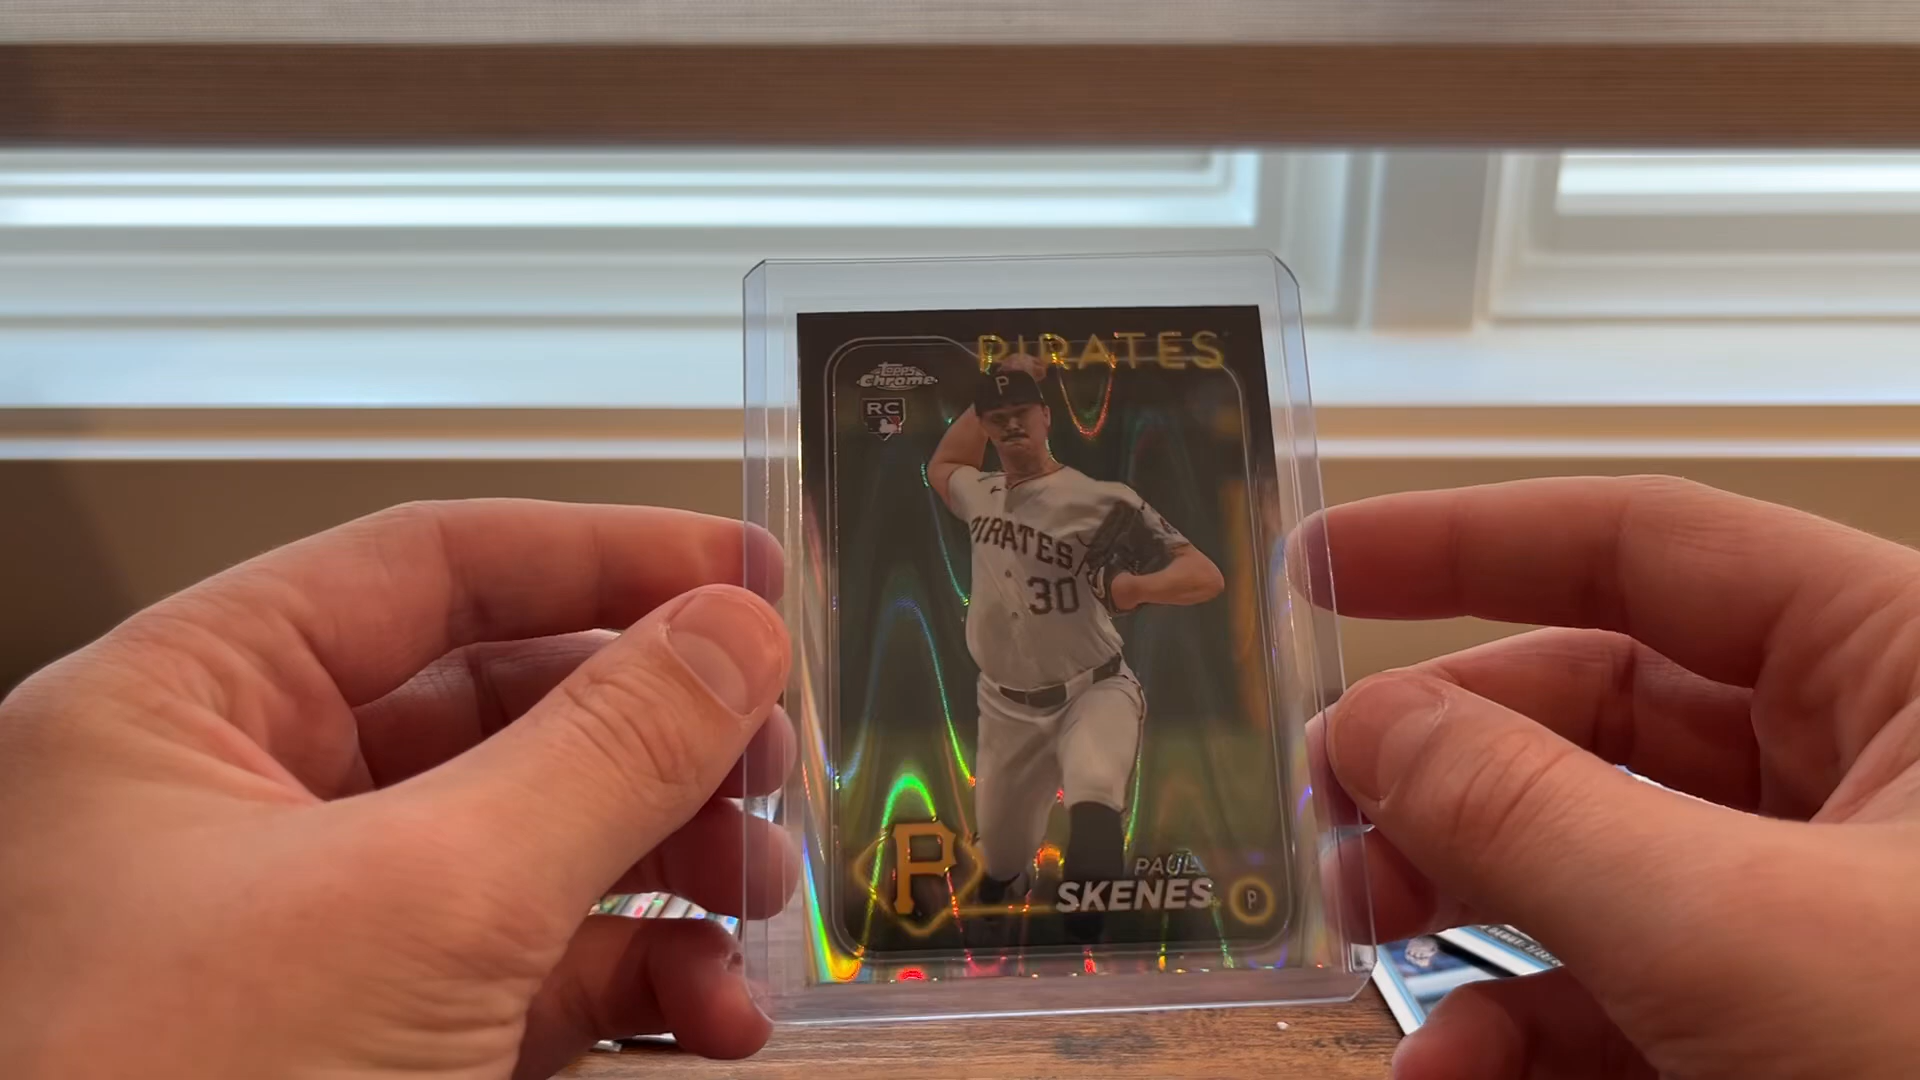 PIRATES
Topps
Chrome
RC
P
PIRATES
30
P
PAUL
SKENES
P